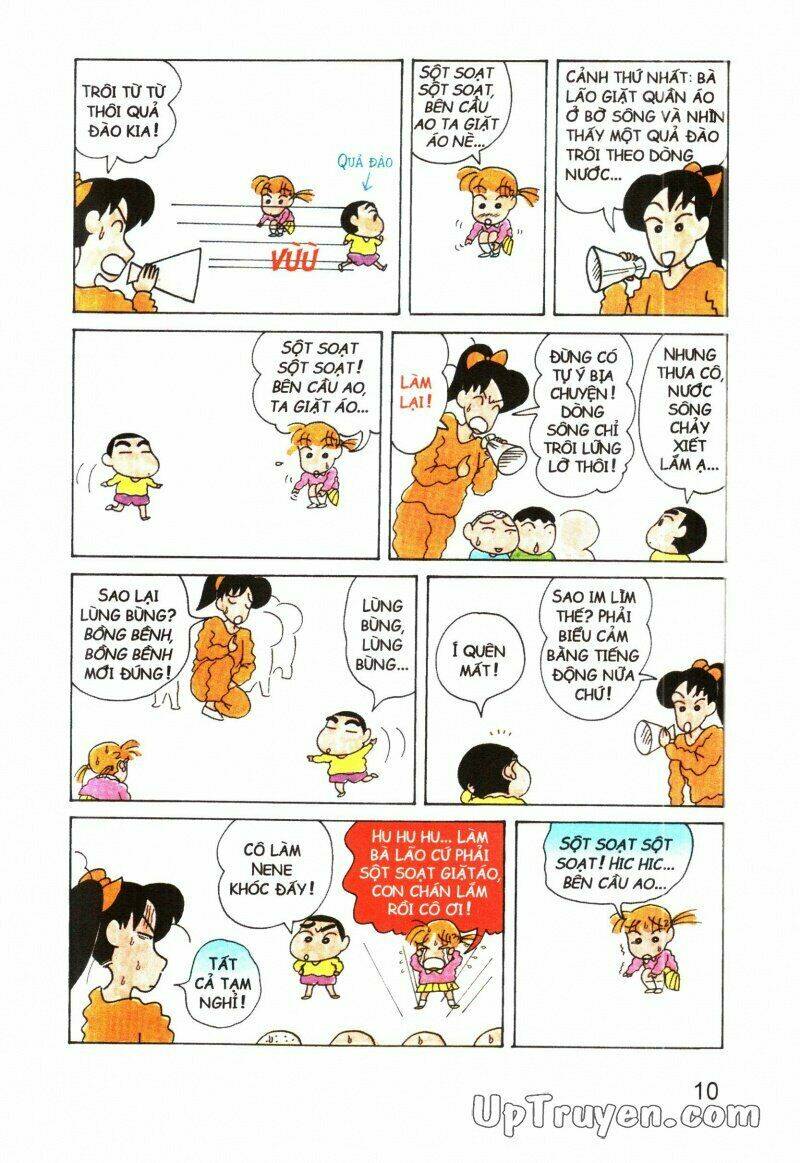 CẢNH THỨ NHẤT: BÀ
LÃO GIẶT QUẦN ÁO
Ở BỜ SÔNG VÀ NHÌN
THẤY MỘT QUẢ ĐÀO
TRÔI THEO DÒNG
NƯỚC...
SỘT SOẠT
SỘT SOẠT,
BÊN CẦU
AO TA GIẶT
ÁO NÈ...
TRÔI TỪ TỪ
THÔI QUẢ
ĐÀO KIA!
QUẢ ĐÀO
VÙÙ
NHƯNG
THƯA CÔ,
NƯỚC
SÔNG
CHẢY
XIẾT
LẮM Ạ...
ĐỪNG CÓ
TỰ Ý BỊA
CHUYỆN!
DÒNG
SÔNG CHỈ
TRÔI LỮNG
LỜ THÔI!
LÀM
LẠI!
SỘT SOẠT
SỘT SOẠT!
BÊN CẦU AO,
TA GIẶT ÁO...
SAO IM LÌM
THẾ? PHẢI
BIỂU CẢM
BẰNG TIẾNG
ĐỘNG NỮA
CHỨ!
Í QUÊN
MẤT!
LÙNG
BÙNG,
LÙNG
BÙNG...
SAO LẠI
LÙNG BÙNG?
BỒNG BỀNH,
BỒNG BỀNH
MỚI ĐÚNG!
SỘT SOẠT SỘT
SOẠT! HIC HIC...
BÊN CẦU AO...
HU HU HU... LÀM
BÀ LÃO CỨ PHẢI
SỘT SOẠT GIẶTÁO,
CON CHÁN LẮM
RỒI CÔ ƠI!
CÔ LÀM
NENE
KHÓC ĐẤY!
TẤT
CẢ TẠM
NGHỈ!
10
UpTruyen.com